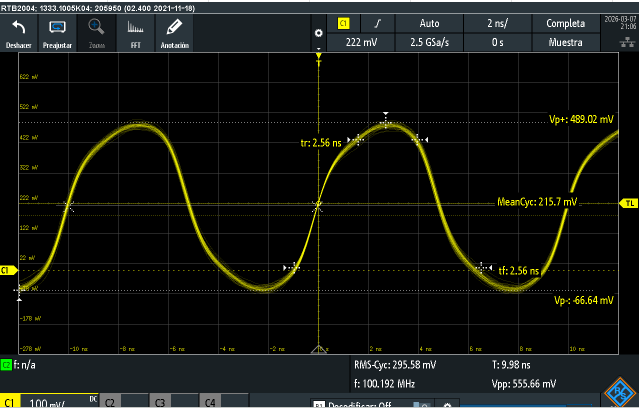 RTB2004; 1333.1005K04; 205950 (02.400 2021-11-18)
Deshacer Preajustar Zoom FFT Anotación
C1 Auto 2 ns/ Completa 2026-03-07
222 mV 2.5 GSa/s 0 s Muestra 21:06
T
622 mV
522 mV
Vp+: 489.02 mV
422 mV
tr: 2.56 ns
322 mV
222 mV
MeanCyc: 215.7 mV
TL
122 mV
22 mV
C1
tf: 2.56 ns
Vp-: -66.64 mV
-178 mV
-278 mV -10 ns -8 ns -6 ns -4 ns -2 ns 2 ns 4 ns 6 ns 8 ns 10 ns
C2 f: n/a
RMS-Cyc: 295.58 mV T: 9.98 ns
f: 100.192 MHz Vpp: 555.66 mV
C1 100 mV/ DC C2 C3 C4
B1 Decodificar: Off
R&S